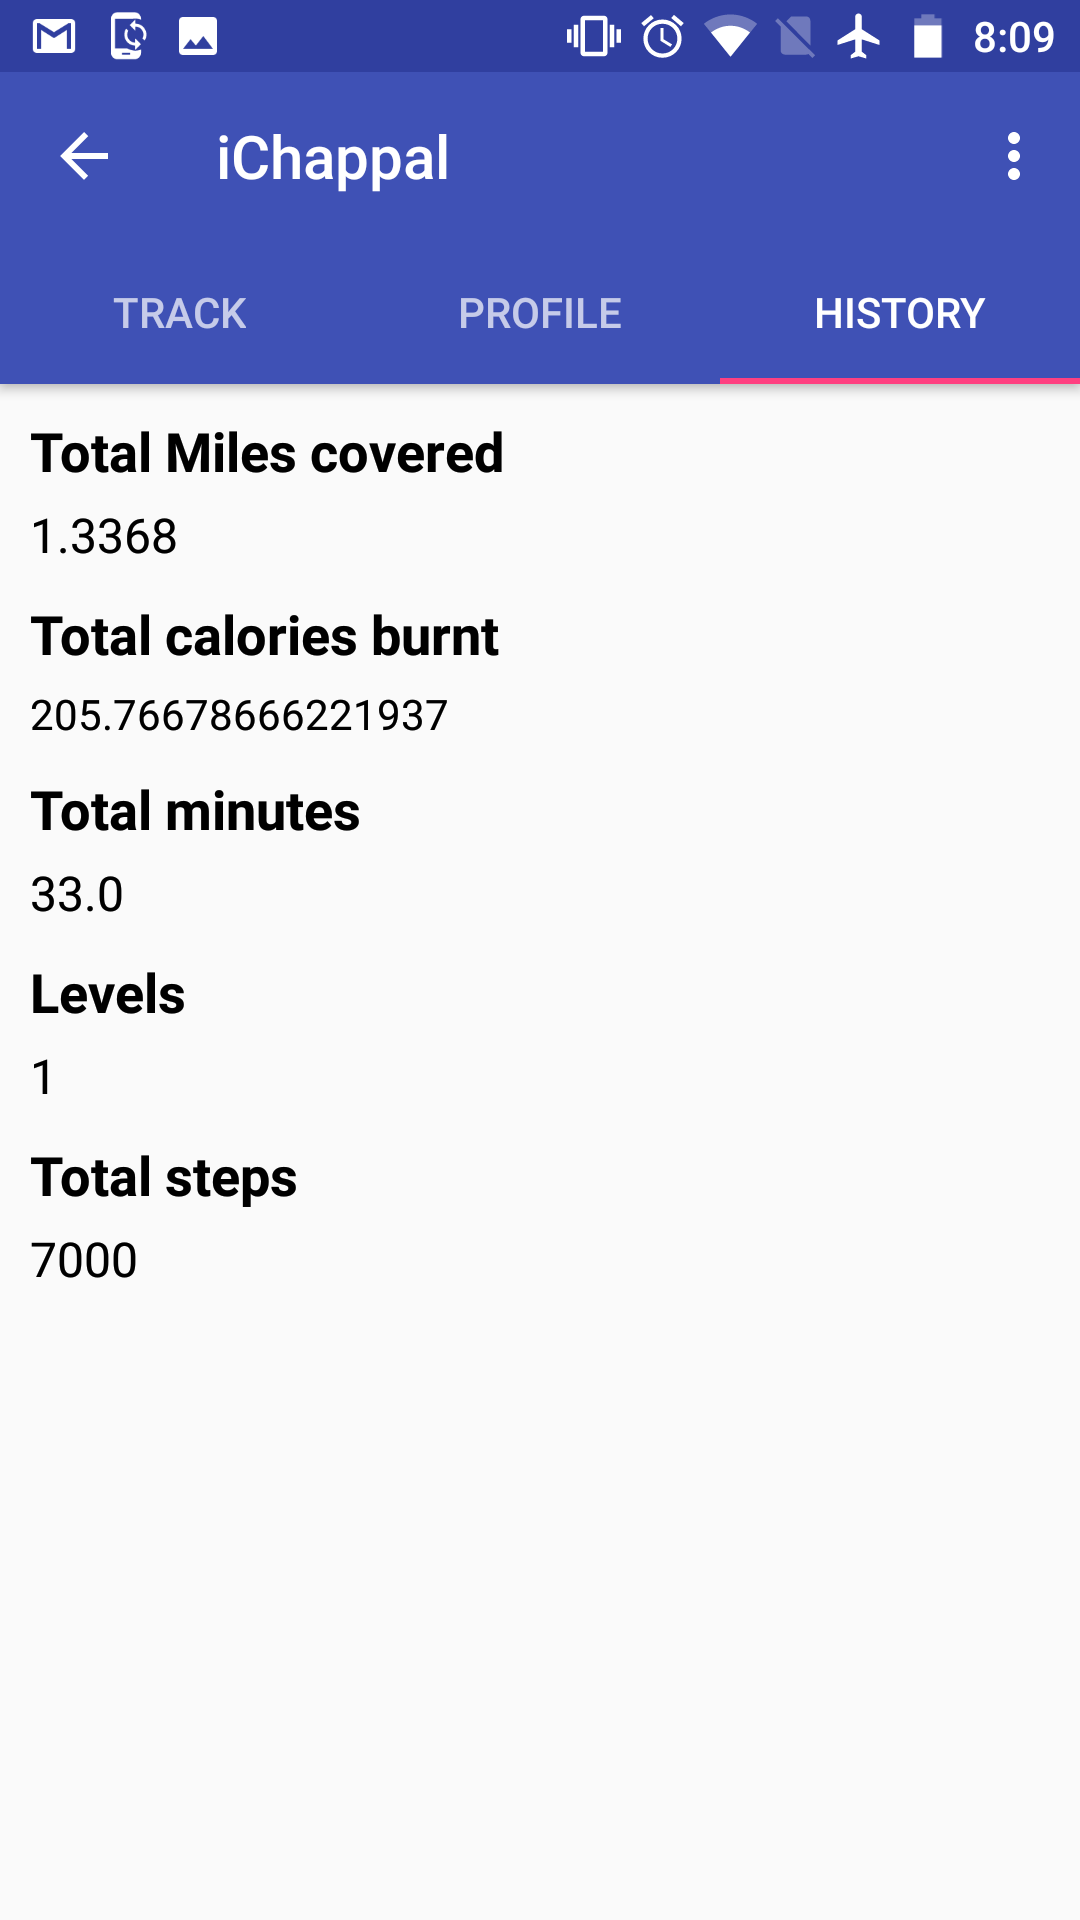 8:09
iChappal
TRACK PROFILE HISTORY
Total Miles covered
1.3368
Total calories burnt
205.76678666221937
Total minutes
33.0
Levels
1
Total steps
7000